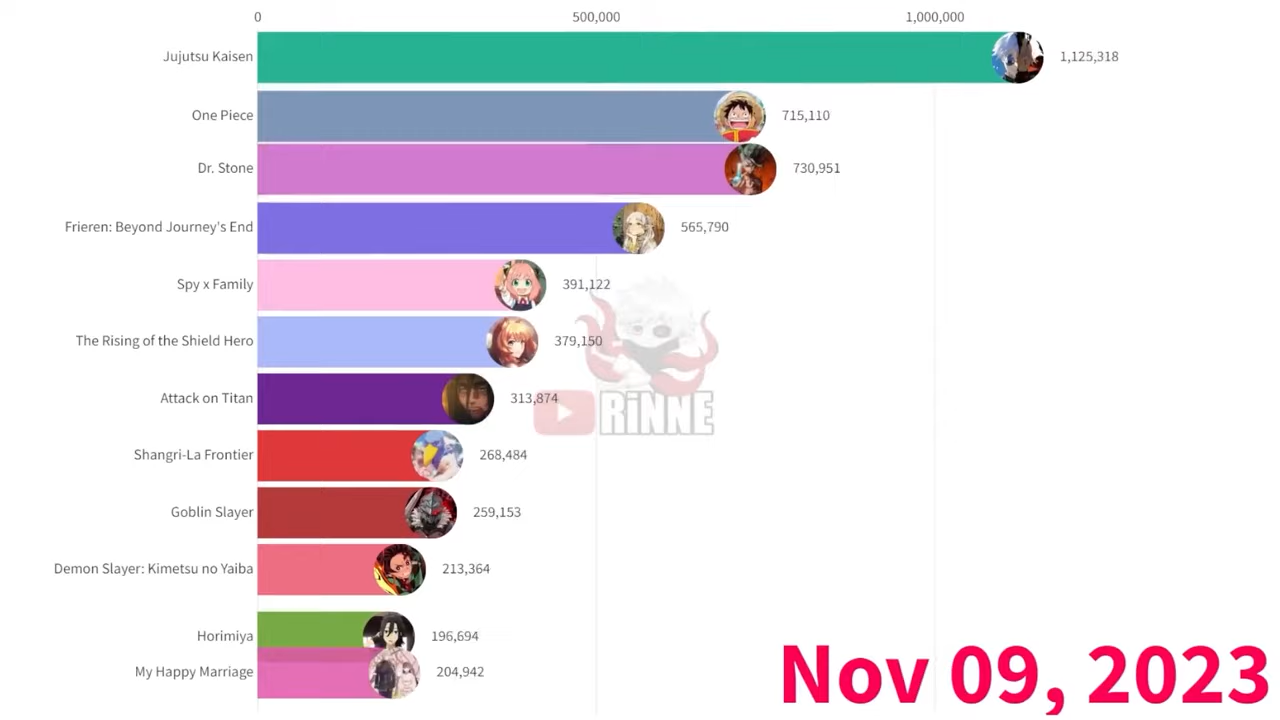 0 500,000 1,000,000
Jujutsu Kaisen 1,125,318
One Piece 715,110
Dr. Stone 730,951
Frieren: Beyond Journey's End 565,790
Spy x Family 391,122
The Rising of the Shield Hero 379,150
Attack on Titan 313,874
RiNNE
Shangri-La Frontier 268,484
Goblin Slayer 259,153
Demon Slayer: Kimetsu no Yaiba 213,364
Horimiya 196,694
My Happy Marriage 204,942
Nov 09, 2023